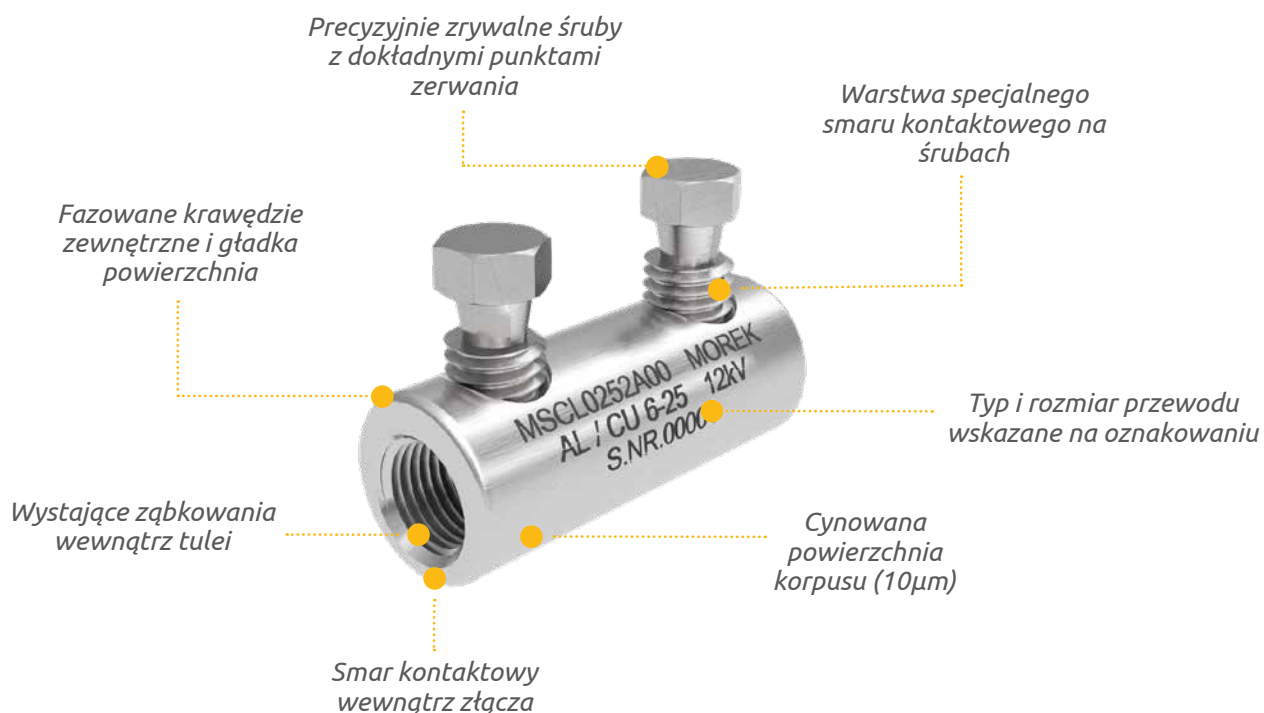 Precyzyjnie zrywalne śruby
z dokładnymi punktami
zerwania
Warstwa specjalnego
smaru kontaktowego na
śrubach
Fazowane krawędzie
zewnętrzne i gładka
powierzchnia
MSCL0252A00 MOREK
AL / CU 6-25 12kV
S.NR.0000
Typ i rozmiar przewodu
wskazane na oznakowaniu
Wystające ząbkowania
wewnątrz tulei
Cynowana
powierzchnia
korpusu (10µm)
Smar kontaktowy
wewnątrz złącza